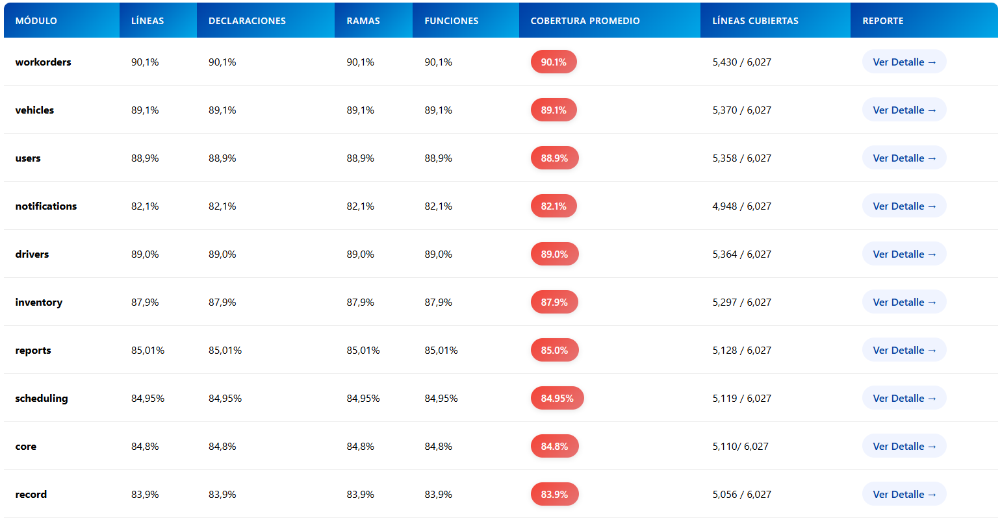 MÓDULO LÍNEAS DECLARACIONES RAMAS FUNCIONES COBERTURA PROMEDIO LÍNEAS CUBIERTAS REPORTE
workorders 90,1% 90,1% 90,1% 90,1% 90.1% 5,430 / 6,027 Ver Detalle →
vehicles 89,1% 89,1% 89,1% 89,1% 89.1% 5,370 / 6,027 Ver Detalle →
users 88,9% 88,9% 88,9% 88,9% 88.9% 5,358 / 6,027 Ver Detalle →
notifications 82,1% 82,1% 82,1% 82,1% 82.1% 4,948 / 6,027 Ver Detalle →
drivers 89,0% 89,0% 89,0% 89,0% 89.0% 5,364 / 6,027 Ver Detalle →
inventory 87,9% 87,9% 87,9% 87,9% 87.9% 5,297 / 6,027 Ver Detalle →
reports 85,01% 85,01% 85,01% 85,01% 85.0% 5,128 / 6,027 Ver Detalle →
scheduling 84,95% 84,95% 84,95% 84,95% 84.95% 5,119 / 6,027 Ver Detalle →
core 84,8% 84,8% 84,8% 84,8% 84.8% 5,110/ 6,027 Ver Detalle →
record 83,9% 83,9% 83,9% 83,9% 83.9% 5,056 / 6,027 Ver Detalle →